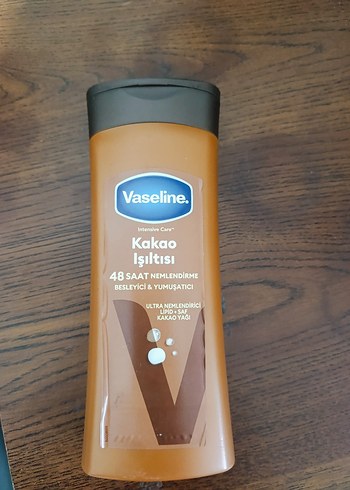 Vaseline.
Intensive Care™
Kakao
Işıltısı
48 SAAT NEMLENDİRME
BESLEYİCİ & YUMUŞATICI
ULTRA NEMLENDİRİCİ
LİPİD + SAF
KAKAO YAĞI